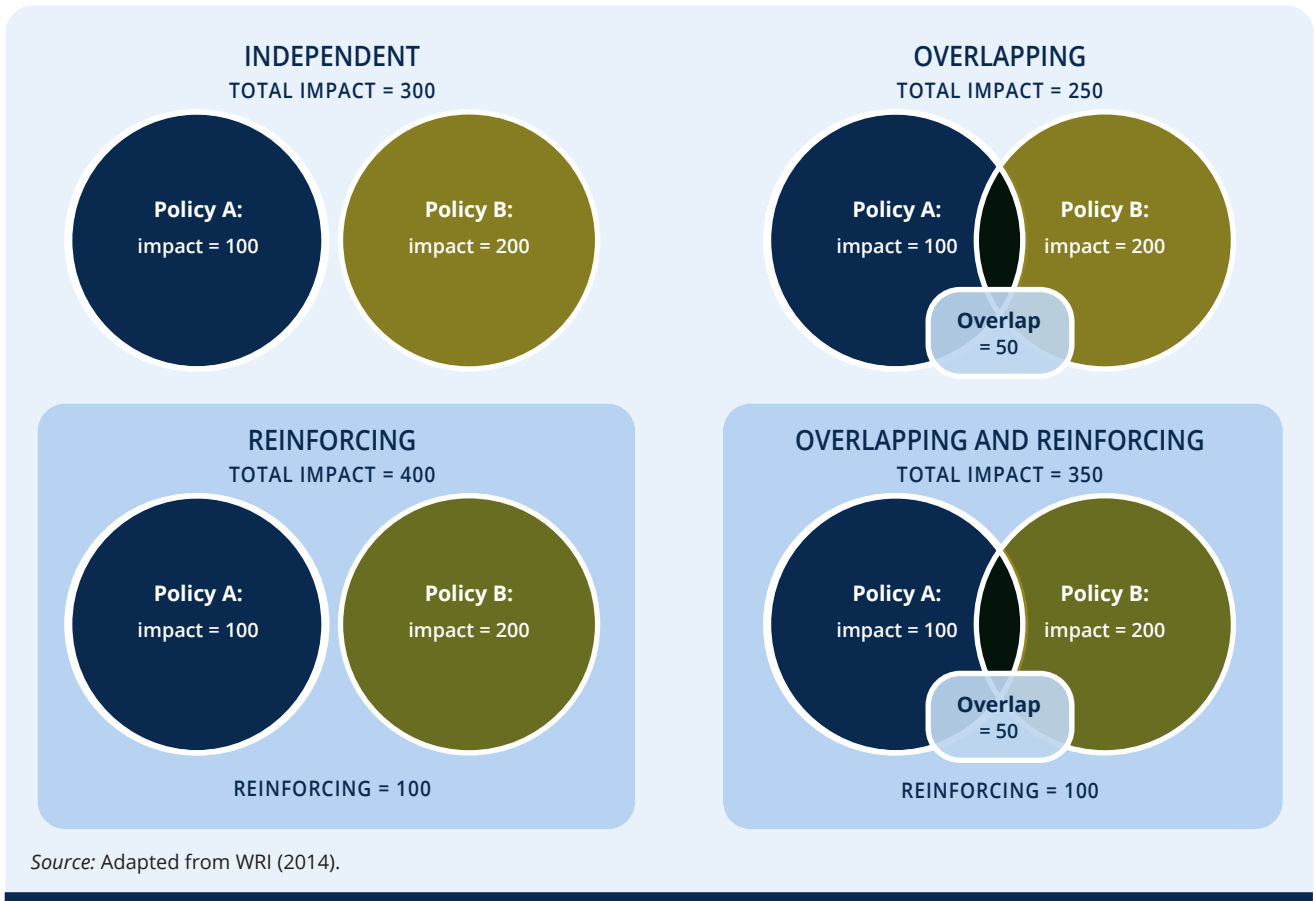 INDEPENDENT
TOTAL IMPACT = 300
Policy A:
impact = 100
Policy B:
impact = 200
OVERLAPPING
TOTAL IMPACT = 250
Policy A:
impact = 100
Policy B:
impact = 200
Overlap
= 50
REINFORCING
TOTAL IMPACT = 400
Policy A:
impact = 100
Policy B:
impact = 200
REINFORCING = 100
OVERLAPPING AND REINFORCING
TOTAL IMPACT = 350
Policy A:
impact = 100
Policy B:
impact = 200
Overlap
= 50
REINFORCING = 100
Source: Adapted from WRI (2014).